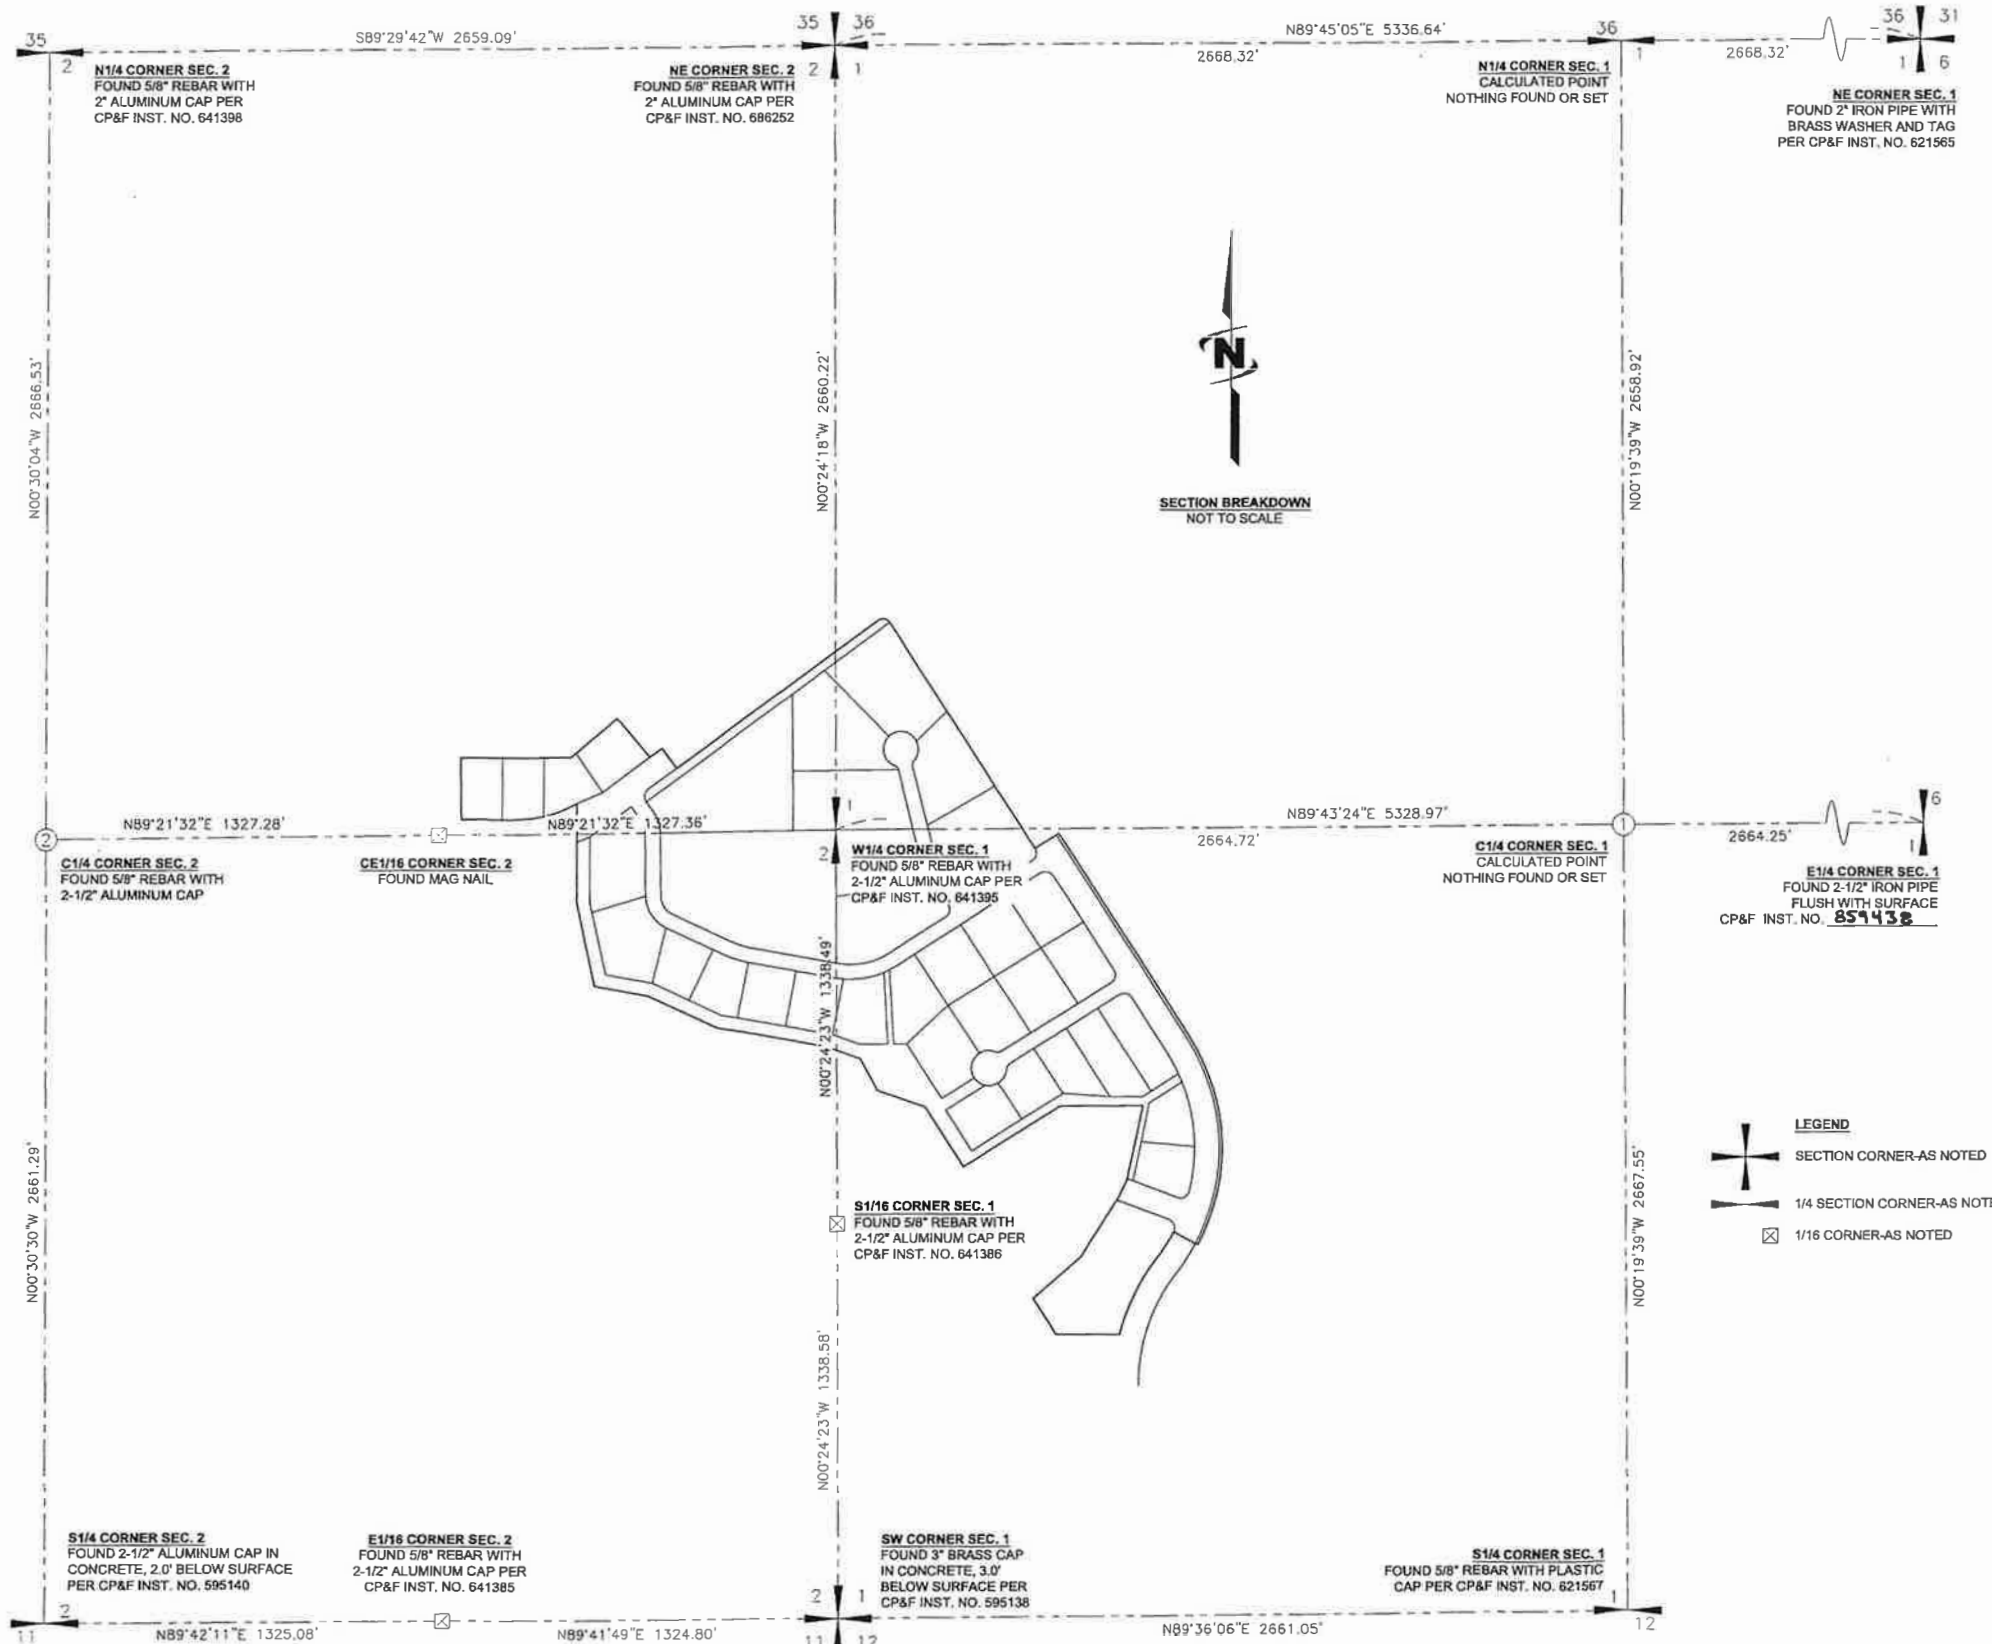 35
S89°29'42"W 2659.09'
35
36
N89°45'05"E 5336.64'
36
36
31
2
2
1
2668.32'
1
2668.32'
1
6
N1/4 CORNER SEC. 2
FOUND 5/8" REBAR WITH
2" ALUMINUM CAP PER
CP&F INST. NO. 641398
NE CORNER SEC. 2
FOUND 5/8" REBAR WITH
2" ALUMINUM CAP PER
CP&F INST. NO. 686252
N1/4 CORNER SEC. 1
CALCULATED POINT
NOTHING FOUND OR SET
NE CORNER SEC. 1
FOUND 2" IRON PIPE WITH
BRASS WASHER AND TAG
PER CP&F INST. NO. 621565
N00°30'04"W 2666.53'
N00°24'18"W 2660.22'
N
N00°19'39"W 2658.92'
SECTION BREAKDOWN
NOT TO SCALE
2
N89°21'32"E 1327.28'
N89°21'32"E 1327.36'
1
2
N89°43'24"E 5328.97'
2664.72'
1
2664.25'
6
1
C1/4 CORNER SEC. 2
FOUND 5/8" REBAR WITH
2-1/2" ALUMINUM CAP
CE1/16 CORNER SEC. 2
FOUND MAG NAIL
W1/4 CORNER SEC. 1
FOUND 5/8" REBAR WITH
2-1/2" ALUMINUM CAP PER
CP&F INST. NO. 641395
C1/4 CORNER SEC. 1
CALCULATED POINT
NOTHING FOUND OR SET
E1/4 CORNER SEC. 1
FOUND 2-1/2" IRON PIPE
FLUSH WITH SURFACE
CP&F INST. NO. 859438
N00°30'30"W 2661.29'
N00°24'23"W 1338.49'
N00°19'39"W 2667.55'
LEGEND
SECTION CORNER-AS NOTED
1/4 SECTION CORNER-AS NOTE
1/16 CORNER-AS NOTED
S1/16 CORNER SEC. 1
FOUND 5/8" REBAR WITH
2-1/2" ALUMINUM CAP PER
CP&F INST. NO. 641386
N00°24'23"W 1338.58'
S1/4 CORNER SEC. 2
FOUND 2-1/2" ALUMINUM CAP IN
CONCRETE, 2.0' BELOW SURFACE
PER CP&F INST. NO. 595140
E1/16 CORNER SEC. 2
FOUND 5/8" REBAR WITH
2-1/2" ALUMINUM CAP PER
CP&F INST. NO. 641385
SW CORNER SEC. 1
FOUND 3" BRASS CAP
IN CONCRETE, 3.0'
BELOW SURFACE PER
CP&F INST. NO. 595138
S1/4 CORNER SEC. 1
FOUND 5/8" REBAR WITH PLASTIC
CAP PER CP&F INST. NO. 621567
2
2
1
1
11
N89°42'11"E 1325.08'
N89°41'49"E 1324.80'
11
12
N89°36'06"E 2661.05'
12